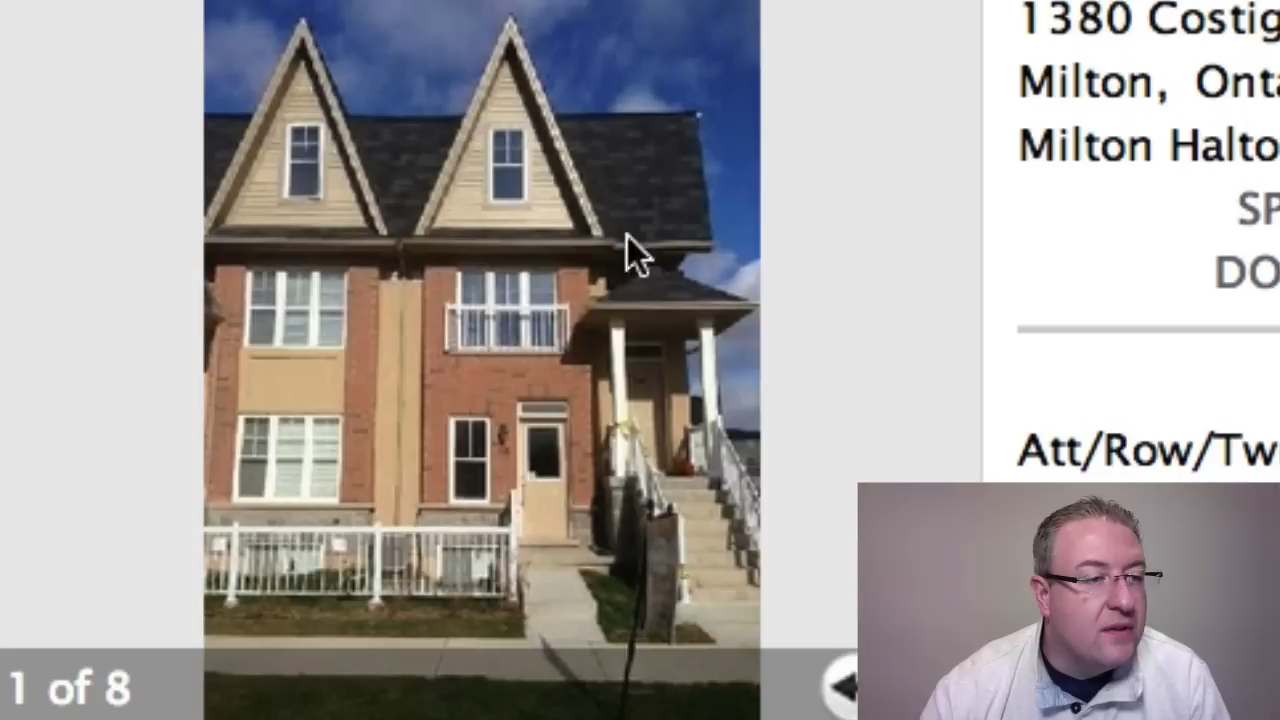 1380 Costig
Milton, Onta
Milton Halto
SP
DO
Att/Row/Tw
1 of 8